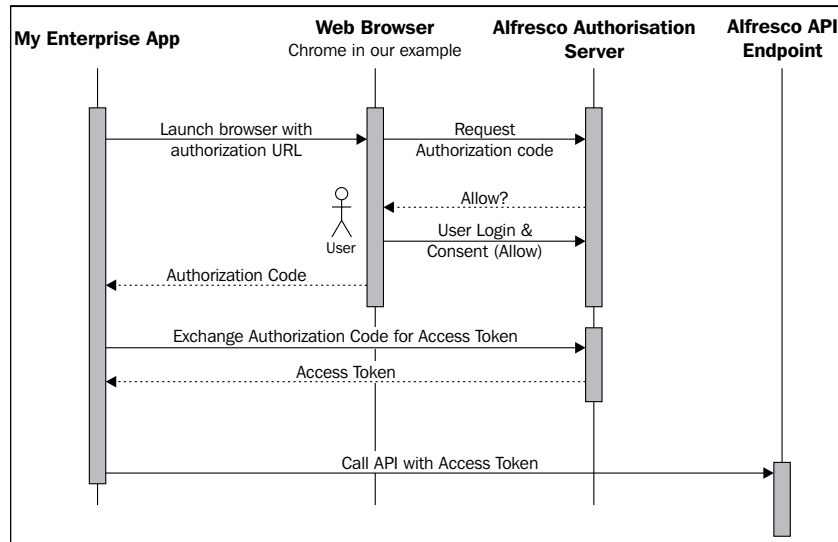 My Enterprise App
Web Browser
Chrome in our example
Alfresco Authorisation
Server
Alfresco API
Endpoint
Launch browser with
authorization URL
Request
Authorization code
Allow?
User
User Login &
Consent (Allow)
Authorization Code
Exchange Authorization Code for Access Token
Access Token
Call API with Access Token